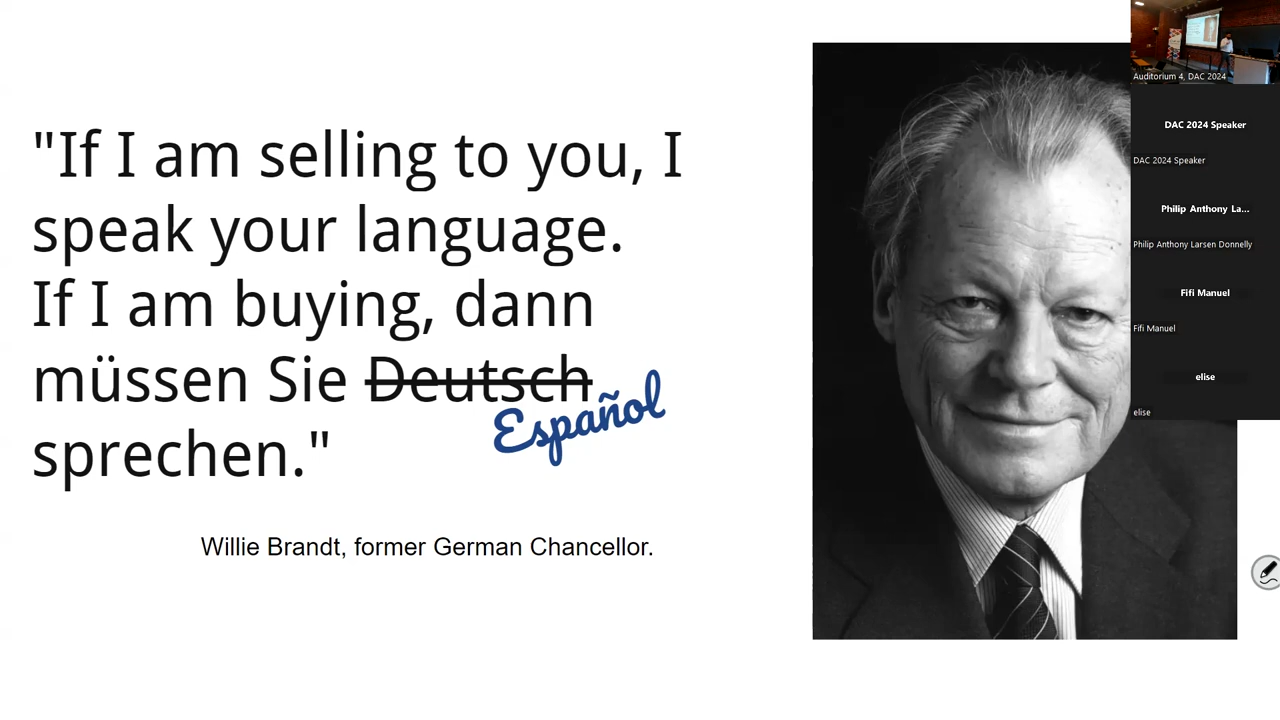 "If I am selling to you, I
speak your language.
If I am buying, dann
müssen Sie Deutsch
Español
sprechen."
Willie Brandt, former German Chancellor.
Auditorium 4, DAC 2024
DAC 2024 Speaker
DAC 2024 Speaker
Philip Anthony La...
Philip Anthony Larsen Donnelly
Fifi Manuel
Fifi Manuel
elise
elise